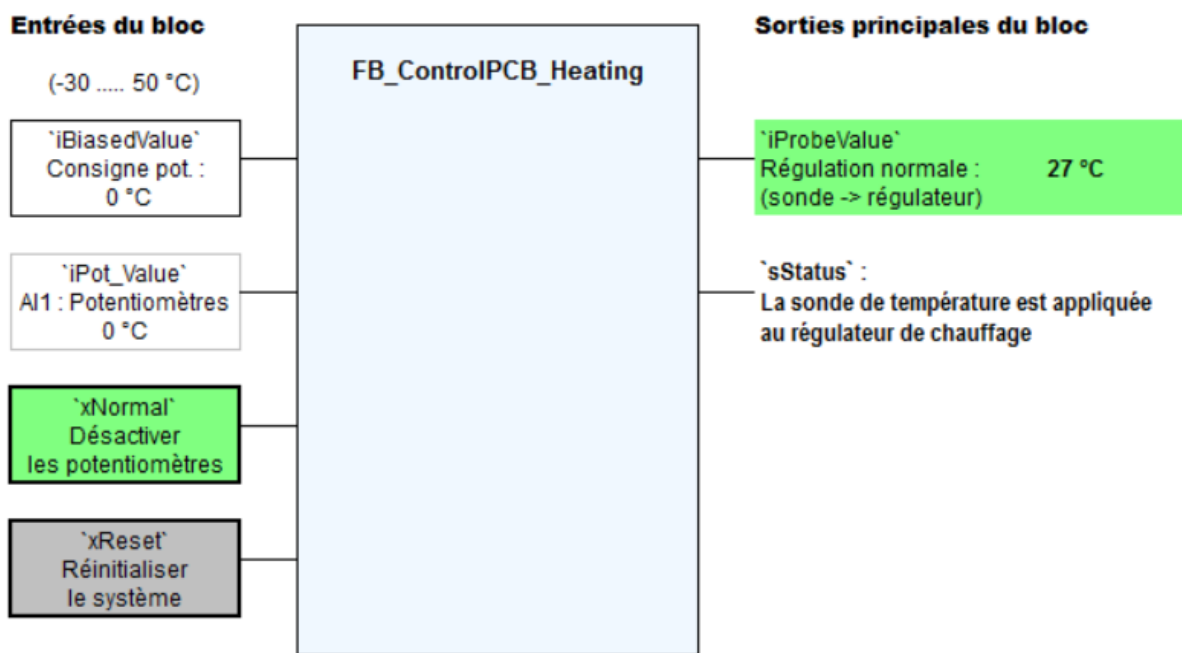 Entrées du bloc
(-30 ..... 50 °C)
`iBiasedValue`
Consigne pot. :
0 °C
`iPot_Value`
AI1 : Potentiomètres
0 °C
`xNormal`
Désactiver
les potentiomètres
`xReset`
Réinitialiser
le système
FB_ControlPCB_Heating
Sorties principales du bloc
`iProbeValue`
Régulation normale : 27 °C
(sonde -> régulateur)
`sStatus` :
La sonde de température est appliquée
au régulateur de chauffage